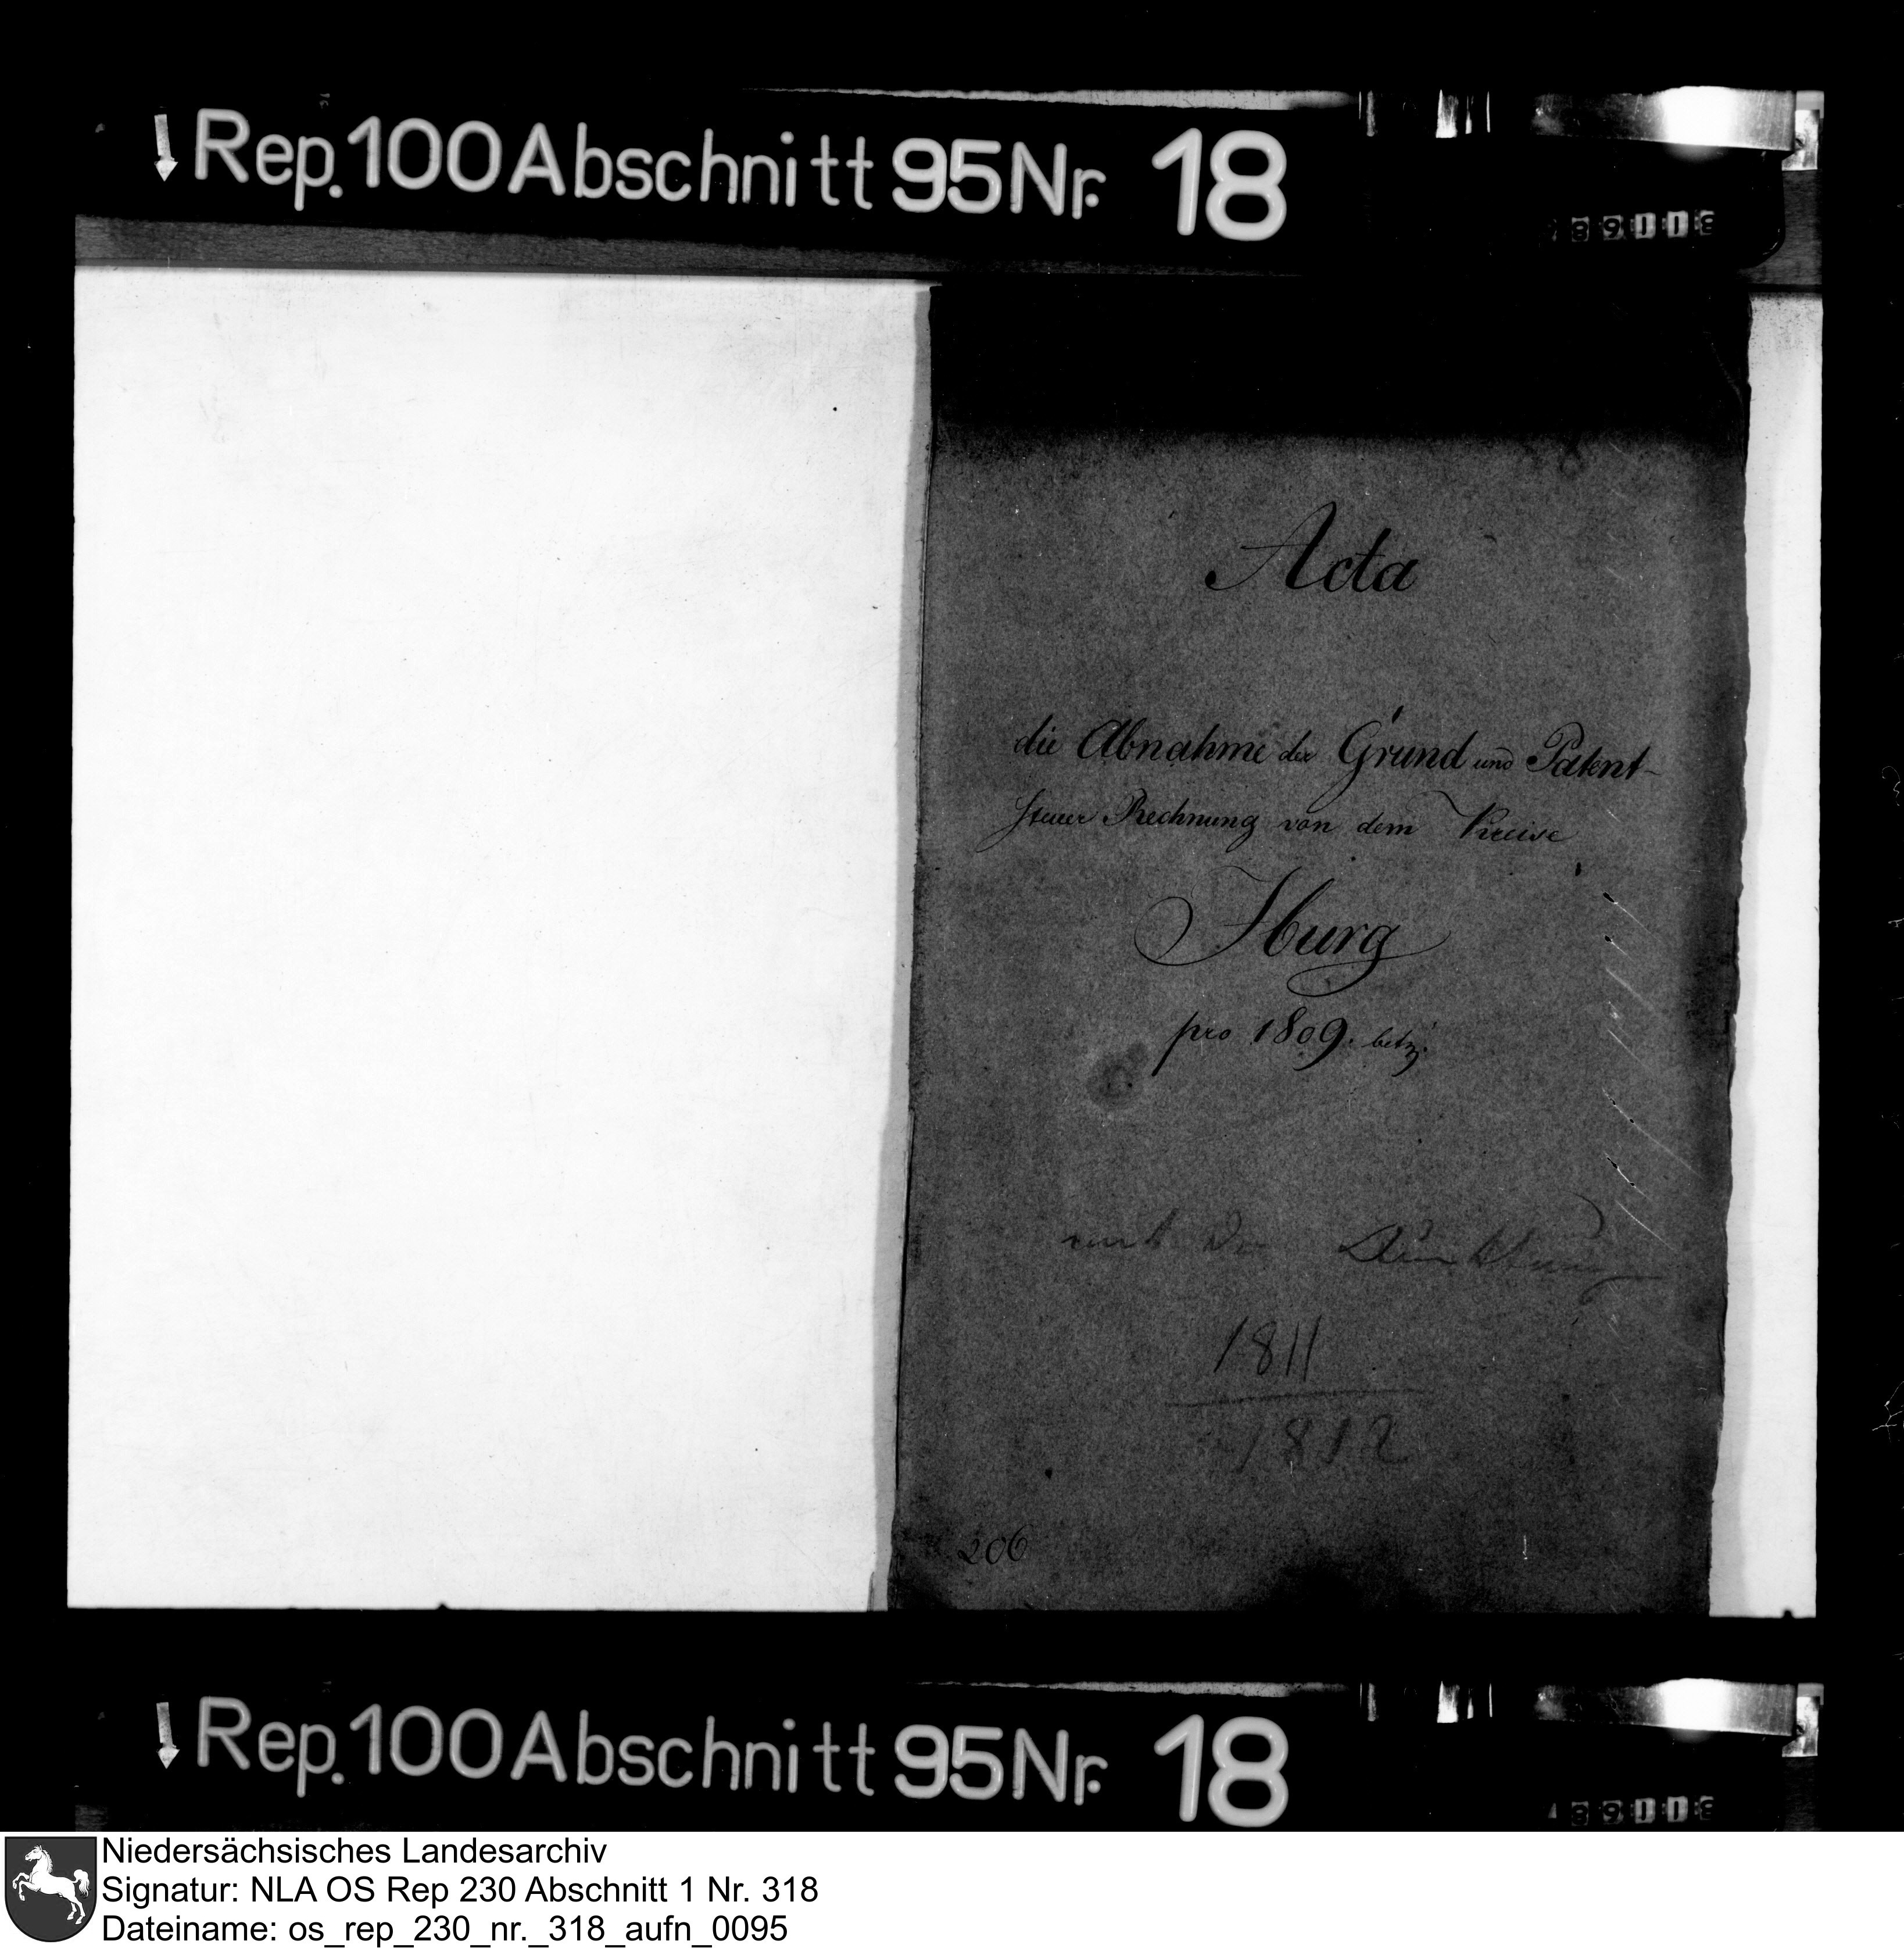 Rep. 100 Abschnitt 95 Nr. 18
Acta
die Abnahme der Grund und Patent-
steuer Rechnung von dem Kreise
Iburg
pro 1809. betr.
1811
1812
206
Rep. 100 Abschnitt 95 Nr. 18
Niedersächsisches Landesarchiv
Signatur: NLA OS Rep 230 Abschnitt 1 Nr. 318
Dateiname: os_rep_230_nr._318_aufn_0095